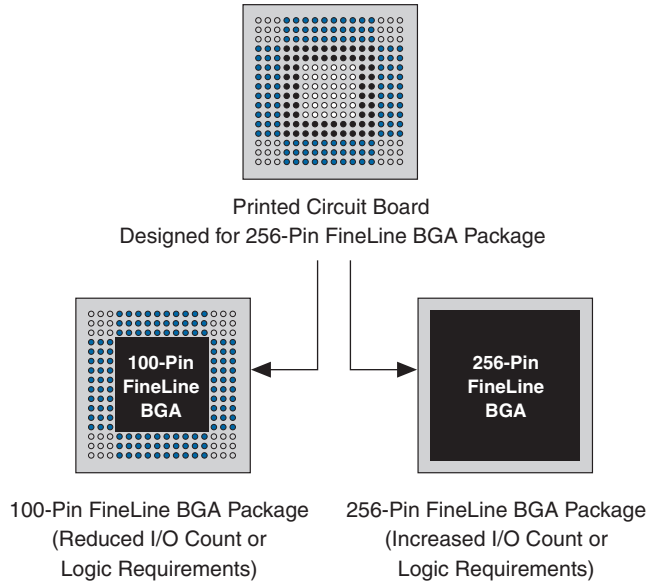 Printed Circuit Board
Designed for 256-Pin FineLine BGA Package
100-Pin
FineLine
BGA
256-Pin
FineLine
BGA
100-Pin FineLine BGA Package
(Reduced I/O Count or
Logic Requirements)
256-Pin FineLine BGA Package
(Increased I/O Count or
Logic Requirements)